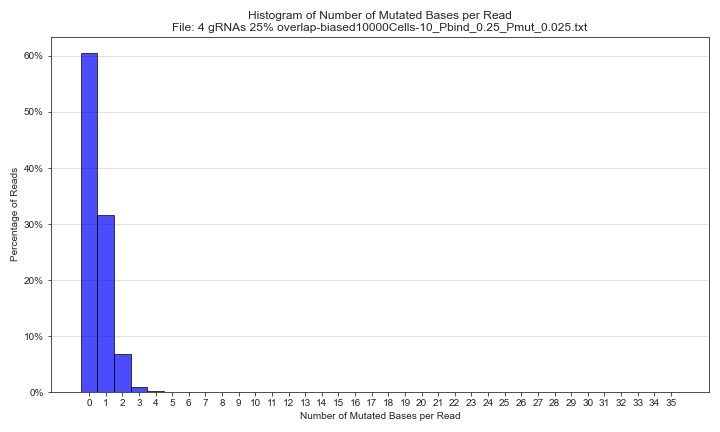 Histogram of Number of Mutated Bases per Read
File: 4 gRNAs 25% overlap-biased10000Cells-10_Pbind_0.25_Pmut_0.025.txt
Percentage of Reads
60%
50%
40%
30%
20%
10%
0%
0 1 2 3 4 5 6 7 8 9 10 11 12 13 14 15 16 17 18 19 20 21 22 23 24 25 26 27 28 29 30 31 32 33 34 35
Number of Mutated Bases per Read